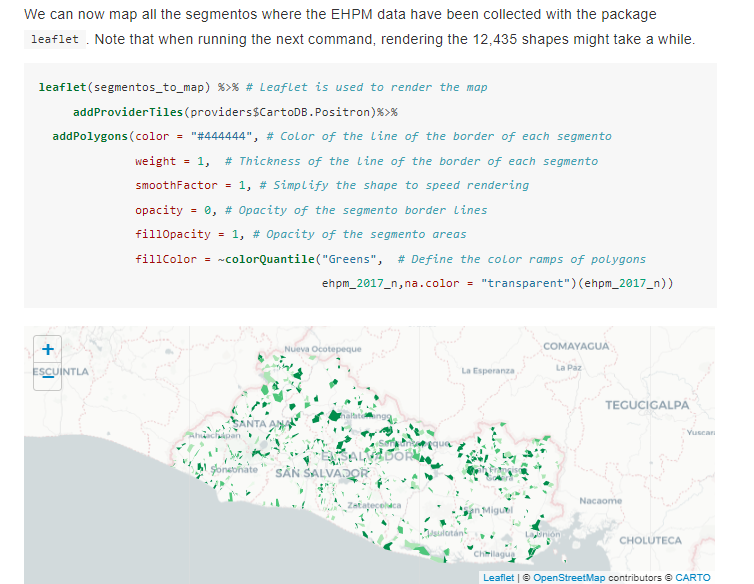 We can now map all the segmentos where the EHPM data have been collected with the package
leaflet . Note that when running the next command, rendering the 12,435 shapes might take a while.
leaflet(segmentos_to_map) %>% # Leaflet is used to render the map
addProviderTiles(providers$CartoDB.Positron)%>%
addPolygons(color = "#444444", # Color of the line of the border of each segmento
weight = 1, # Thickness of the line of the border of each segmento
smoothFactor = 1, # Simplify the shape to speed rendering
opacity = 0, # Opacity of the segmento border lines
fillOpacity = 1, # Opacity of the segmento areas
fillColor = ~colorQuantile("Greens", # Define the color ramps of polygons
ehpm_2017_n,na.color = "transparent")(ehpm_2017_n))
+
−
ESCUINTLA
Nueva Ocotepeque
COMAYAGUA
La Esperanza
La Paz
TEGUCIGALPA
Yuscar
SANTA ANA
Ahuachapan
EL SALVADOR
Sonsonate
SAN SALVADOR
Zacatecoluca
San Miguel
Nacaome
Usulután
La Unión
CHOLUTECA
Chirilagua
Leaflet | © OpenStreetMap contributors © CARTO